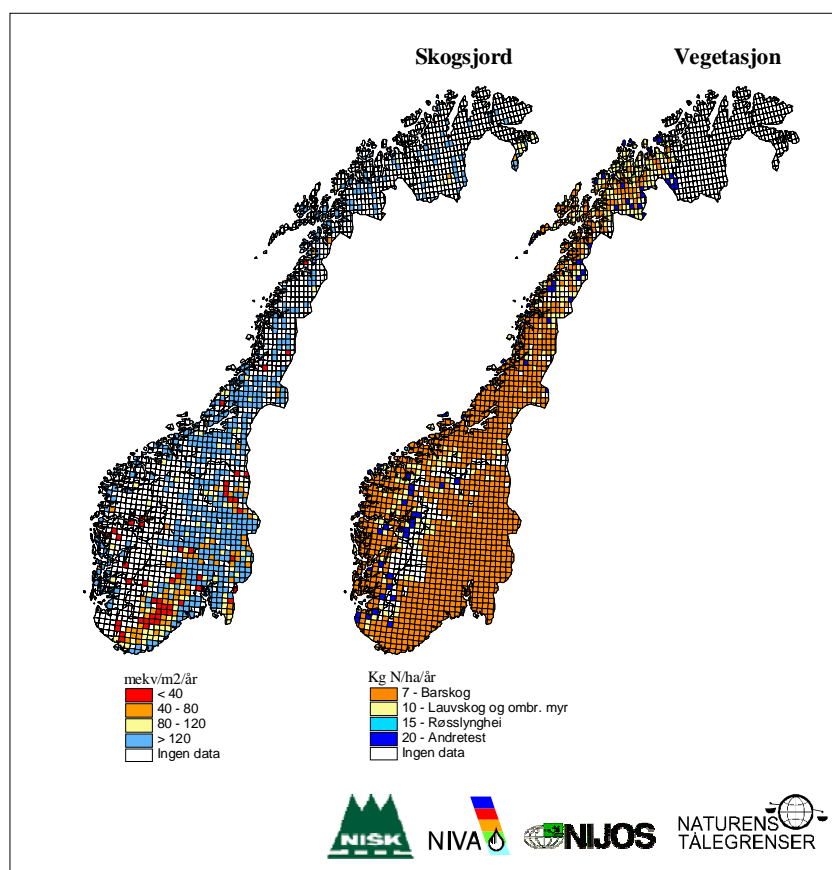 Skogsjord
Vegetasjon
mekv/m2/år
< 40
40 - 80
80 - 120
> 120
Ingen data
Kg N/ha/år
7 - Barskog
10 - Lauvskog og ombr. myr
15 - Røsslynghei
20 - Andretest
Ingen data
NISK
NIVA
NIJOS
NATURENS
TÅLEGRENSER